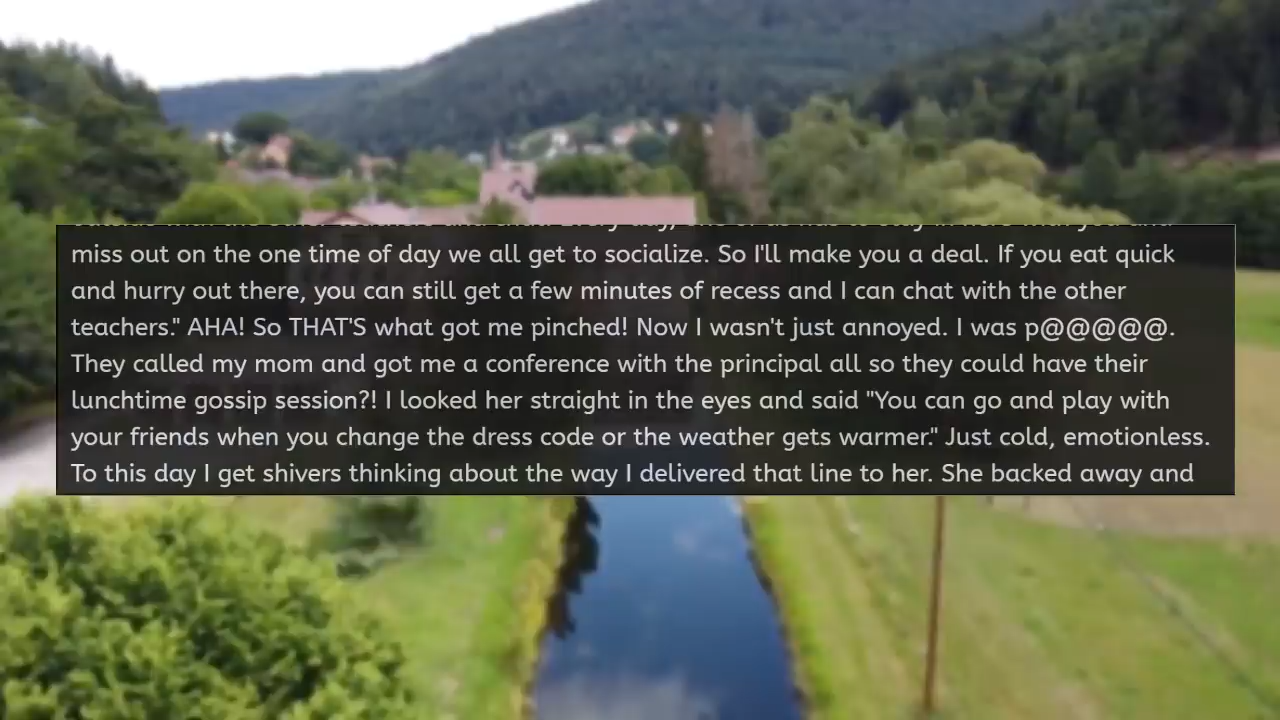 miss out on the one time of day we all get to socialize. So I'll make you a deal. If you eat quick
and hurry out there, you can still get a few minutes of recess and I can chat with the other
teachers." AHA! So THAT'S what got me pinched! Now I wasn't just annoyed. I was p@@@@@.
They called my mom and got me a conference with the principal all so they could have their
lunchtime gossip session?! I looked her straight in the eyes and said "You can go and play with
your friends when you change the dress code or the weather gets warmer." Just cold, emotionless.
To this day I get shivers thinking about the way I delivered that line to her. She backed away and